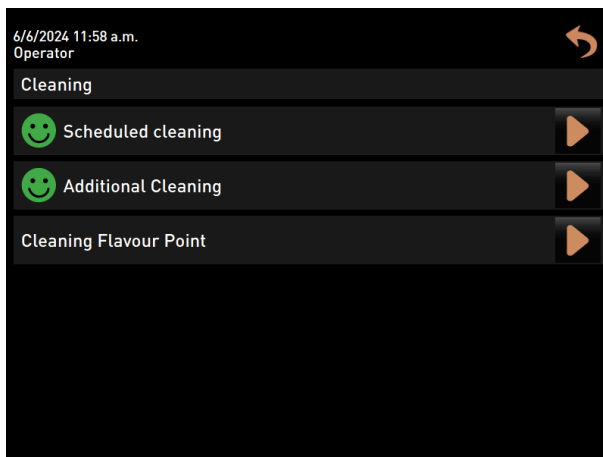 6/6/2024 11:58 a.m.
Operator
Cleaning
Scheduled cleaning
Additional Cleaning
Cleaning Flavour Point